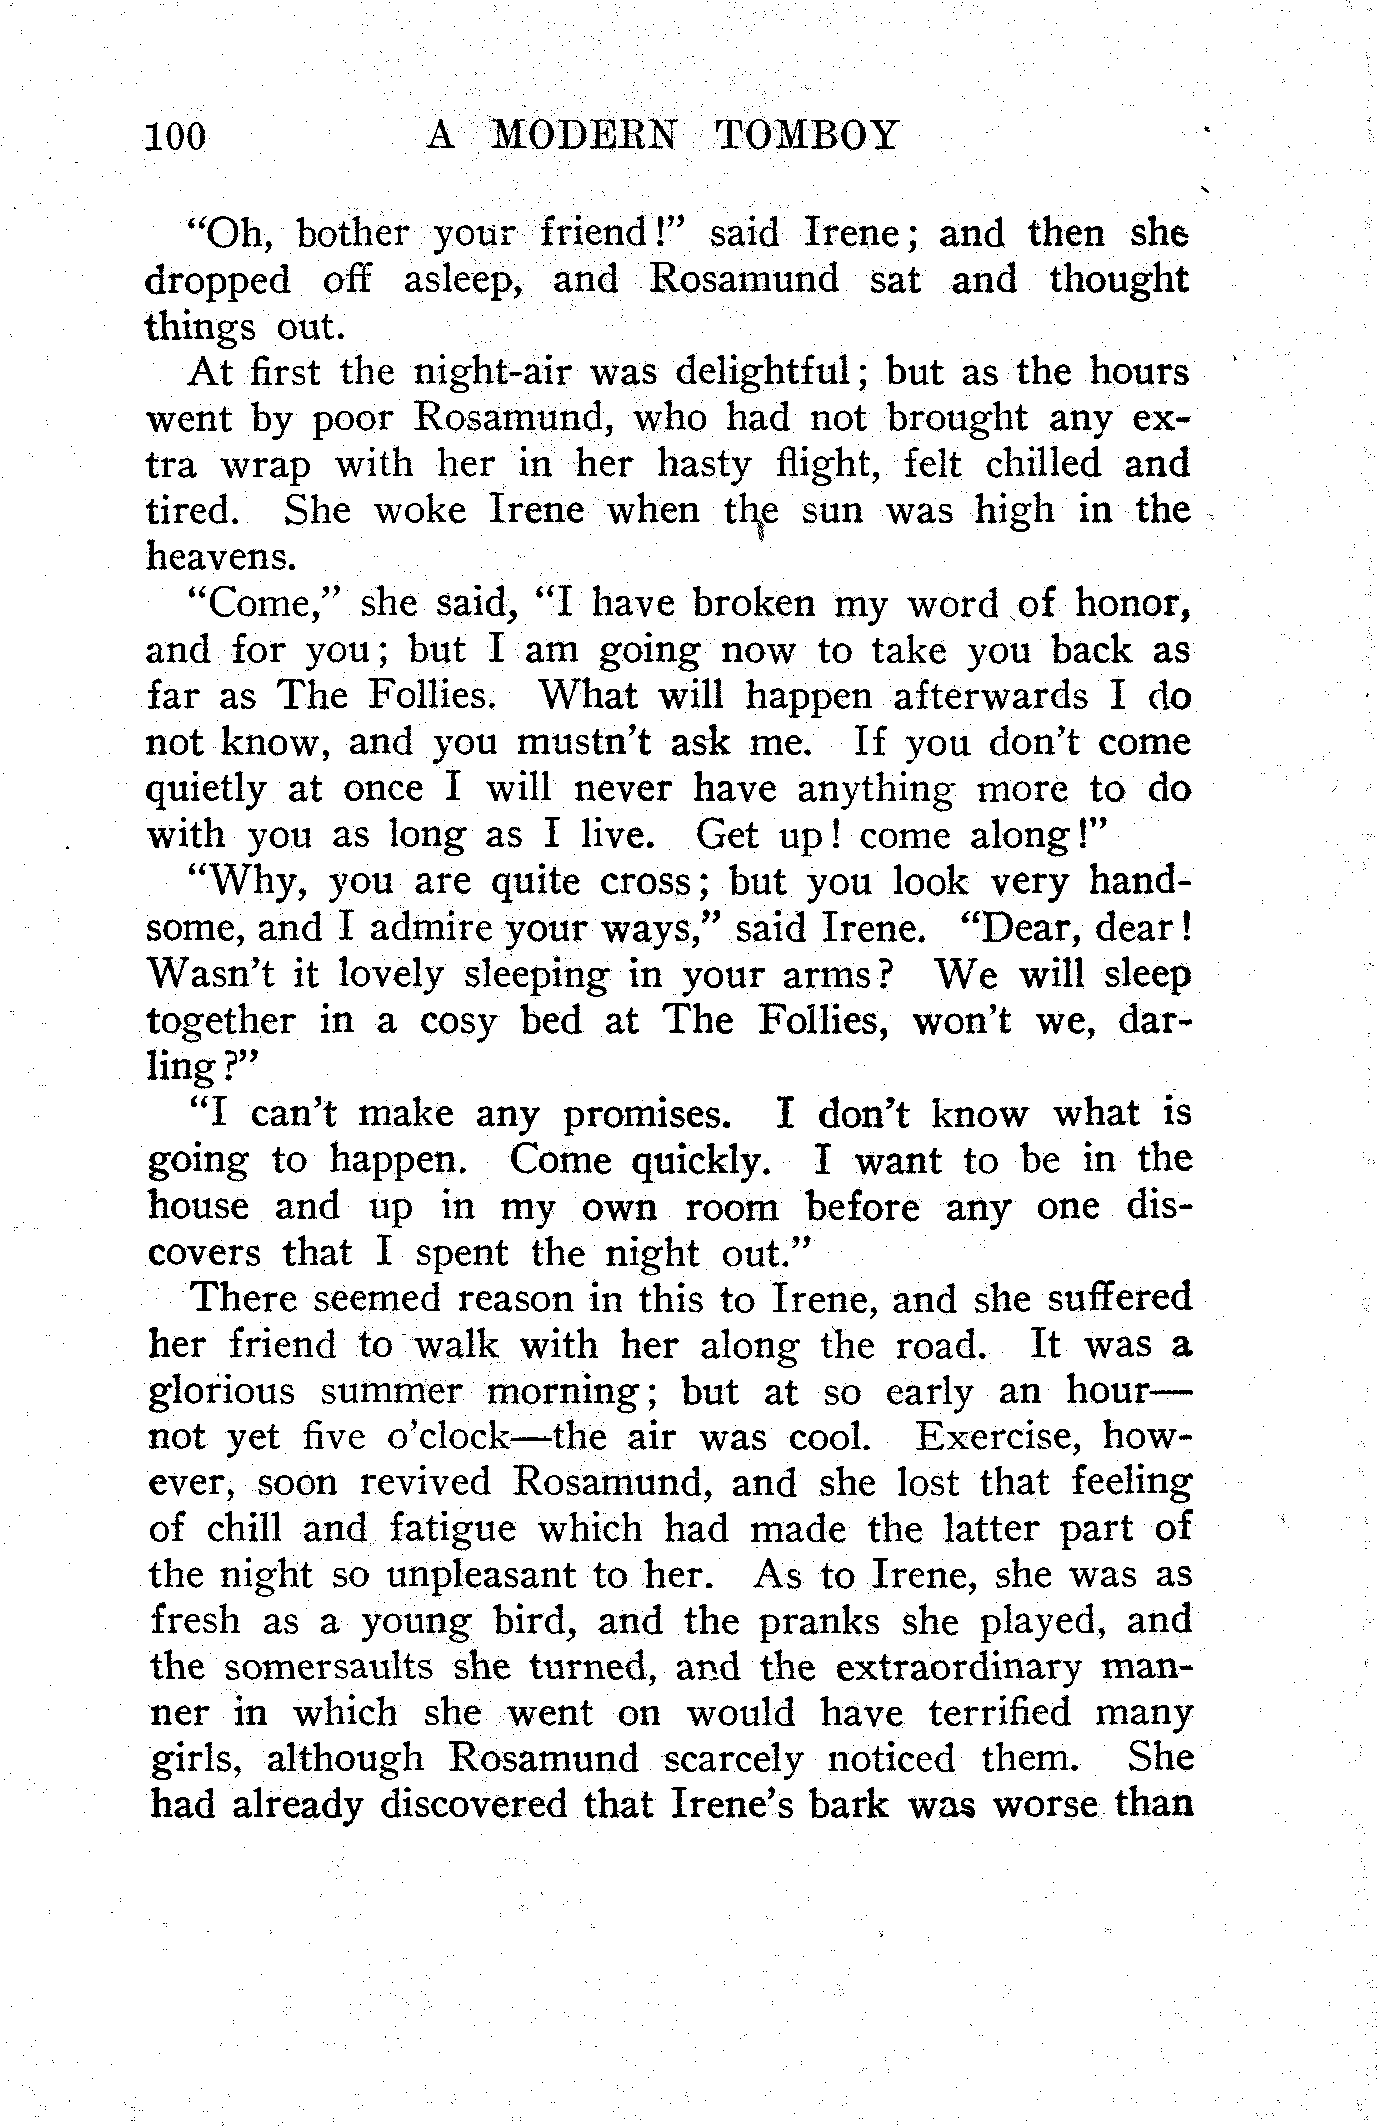 100 A MODERN TOMBOY
"Oh, bother your friend!" said Irene; and then she
dropped off asleep, and Rosamund sat and thought
things out.
At first the night-air was delightful; but as the hours
went by poor Rosamund, who had not brought any ex-
tra wrap with her in her hasty flight, felt chilled and
tired. She woke Irene when the sun was high in the
heavens.
"Come," she said, "I have broken my word of honor,
and for you; but I am going now to take you back as
far as The Follies. What will happen afterwards I do
not know, and you mustn't ask me. If you don't come
quietly at once I will never have anything more to do
with you as long as I live. Get up! come along!"
"Why, you are quite cross; but you look very hand-
some, and I admire your ways," said Irene. "Dear, dear!
Wasn't it lovely sleeping in your arms? We will sleep
together in a cosy bed at The Follies, won't we, dar-
ling?"
"I can't make any promises. I don't know what is
going to happen. Come quickly. I want to be in the
house and up in my own room before any one dis-
covers that I spent the night out."
There seemed reason in this to Irene, and she suffered
her friend to walk with her along the road. It was a
glorious summer morning; but at so early an hour—
not yet five o'clock—the air was cool. Exercise, how-
ever, soon revived Rosamund, and she lost that feeling
of chill and fatigue which had made the latter part of
the night so unpleasant to her. As to Irene, she was as
fresh as a young bird, and the pranks she played, and
the somersaults she turned, and the extraordinary man-
ner in which she went on would have terrified many
girls, although Rosamund scarcely noticed them. She
had already discovered that Irene's bark was worse than